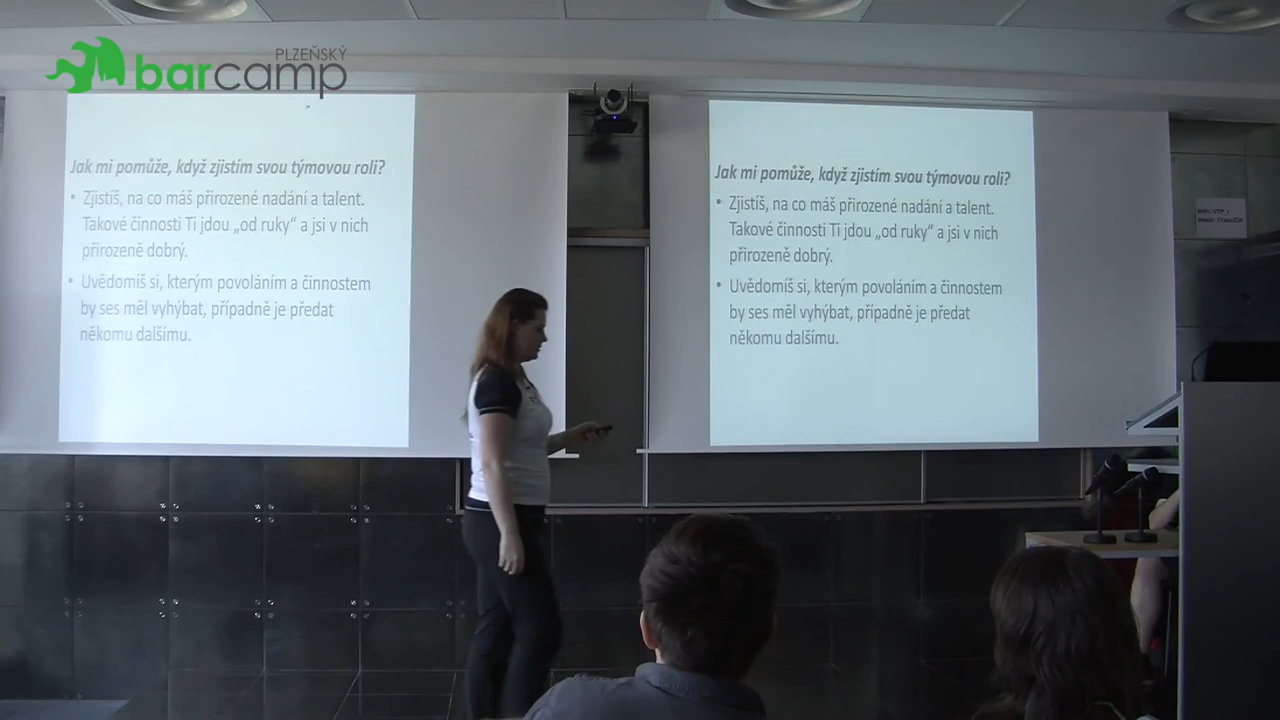 PLZEŇSKÝ
barcamp
Jak mi pomůže, když zjistím svou týmovou roli?
• Zjistíš, na co máš přirozené nadání a talent.
Takové činnosti Ti jdou „od ruky“ a jsi v nich
přirozeně dobrý.
• Uvědomíš si, kterým povoláním a činnostem
by ses měl vyhýbat, případně je předat
někomu dalšímu.
Jak mi pomůže, když zjistím svou týmovou roli?
• Zjistíš, na co máš přirozené nadání a talent.
Takové činnosti Ti jdou „od ruky“ a jsi v nich
přirozeně dobrý.
• Uvědomíš si, kterým povoláním a činnostem
by ses měl vyhýbat, případně je předat
někomu dalšímu.